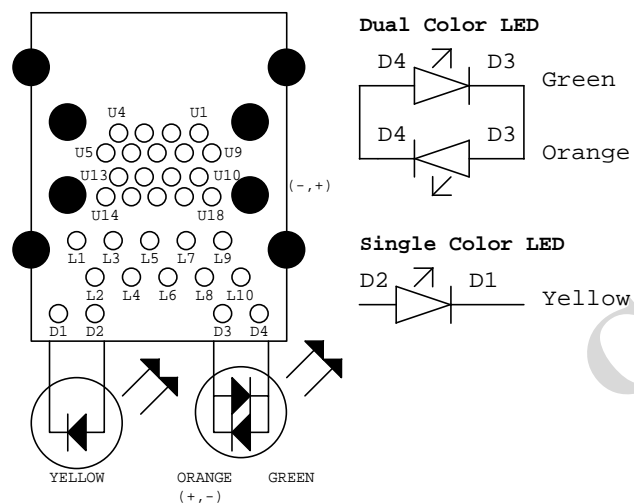 Dual Color LED
D4 D3 Green
D4 D3 Orange
Single Color LED
D2 D1 Yellow
U4 U1
U5 U9
U13 U10
(-,+)
U14 U18
L1 L3 L5 L7 L9
L2 L4 L6 L8 L10
D1 D2 D3 D4
YELLOW ORANGE GREEN
(+,-)